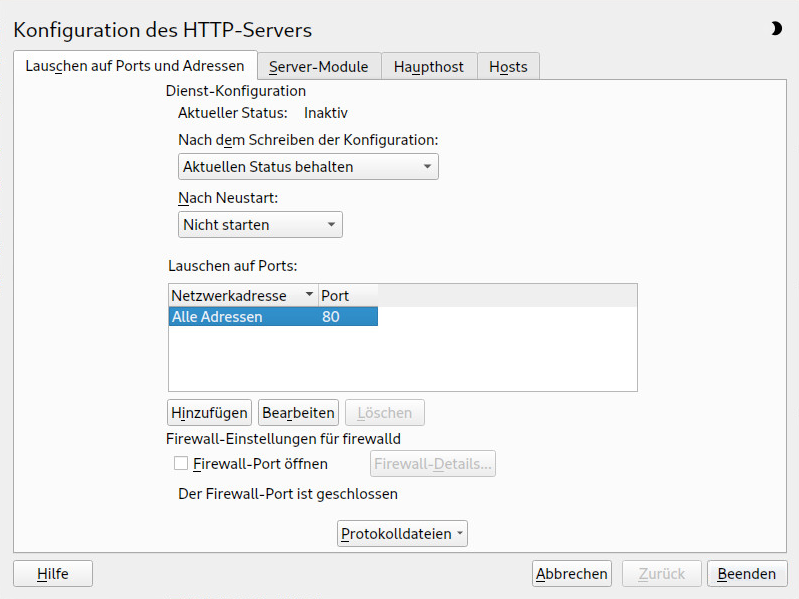 Konfiguration des HTTP-Servers
Lauschen auf Ports und Adressen Server-Module Haupthost Hosts
Dienst-Konfiguration
Aktueller Status: Inaktiv
Nach dem Schreiben der Konfiguration:
Aktuellen Status behalten
Nach Neustart:
Nicht starten
Lauschen auf Ports:
Netzwerkadresse Port
Alle Adressen 80
Hinzufügen Bearbeiten Löschen
Firewall-Einstellungen für firewalld
Firewall-Port öffnen Firewall-Details...
Der Firewall-Port ist geschlossen
Protokolldateien
Hilfe Abbrechen Zurück Beenden